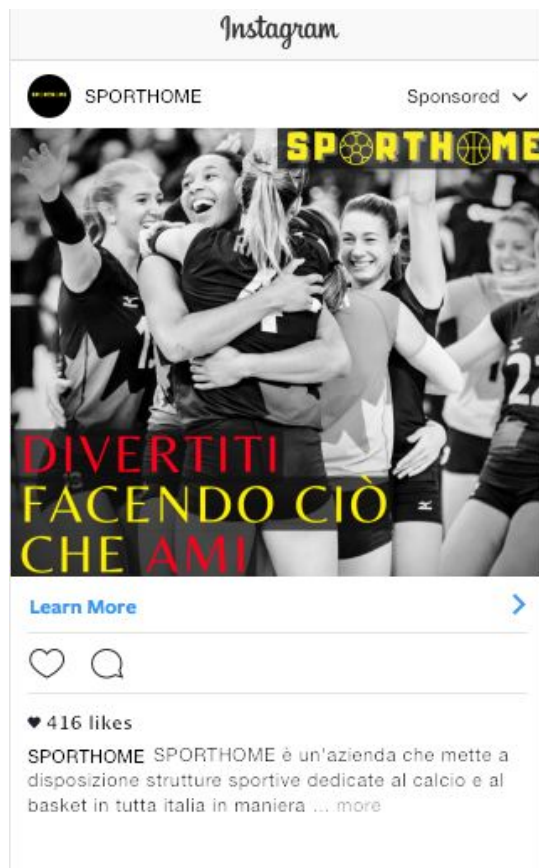 Instagram
SPORTHOME
Sponsored
SPORTHOME
DIVERTITI
FACENDO CIÒ
CHE AMI
Learn More
416 likes
SPORTHOME SPORTHOME è un'azienda che mette a
disposizione strutture sportive dedicate al calcio e al
basket in tutta italia in maniera ... more